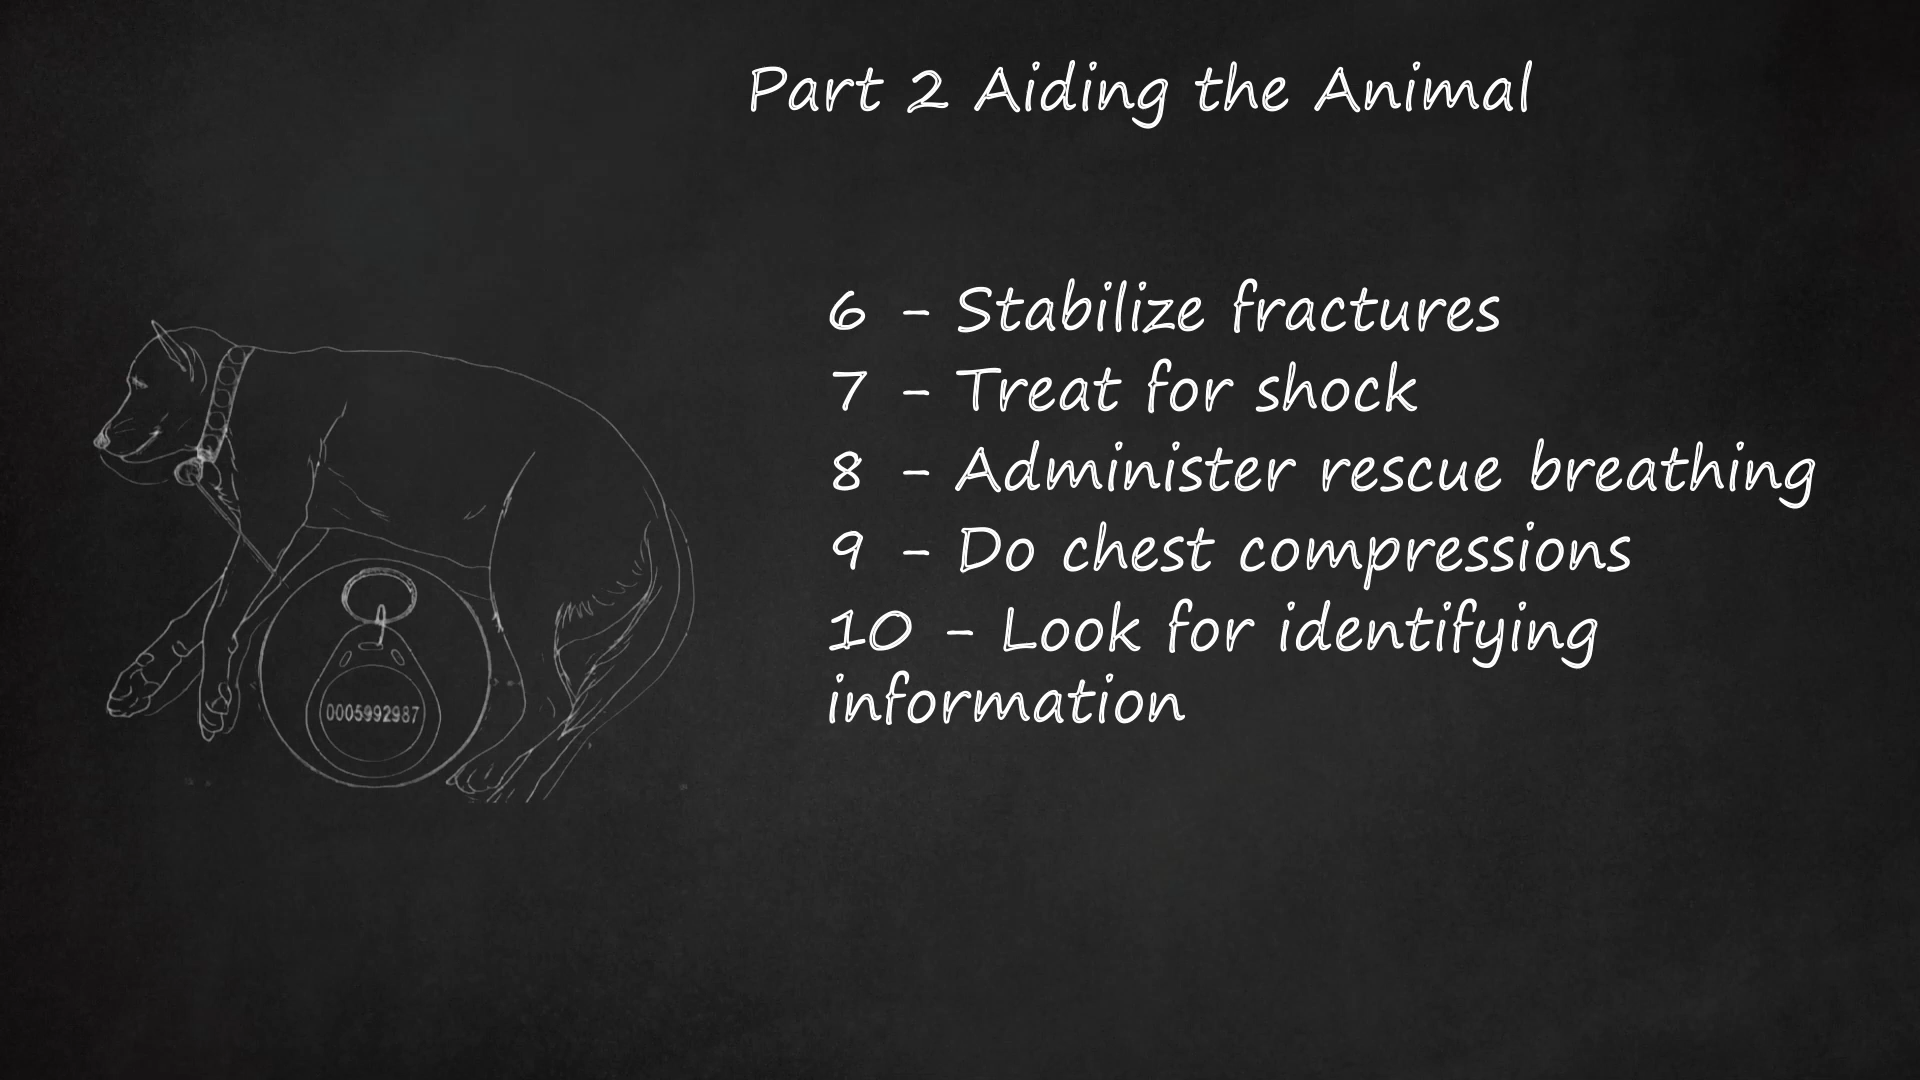 Part 2 Aiding the Animal
6 - Stabilize fractures
7 - Treat for shock
8 - Administer rescue breathing
9 - Do chest compressions
10 - Look for identifying
information
0005992987